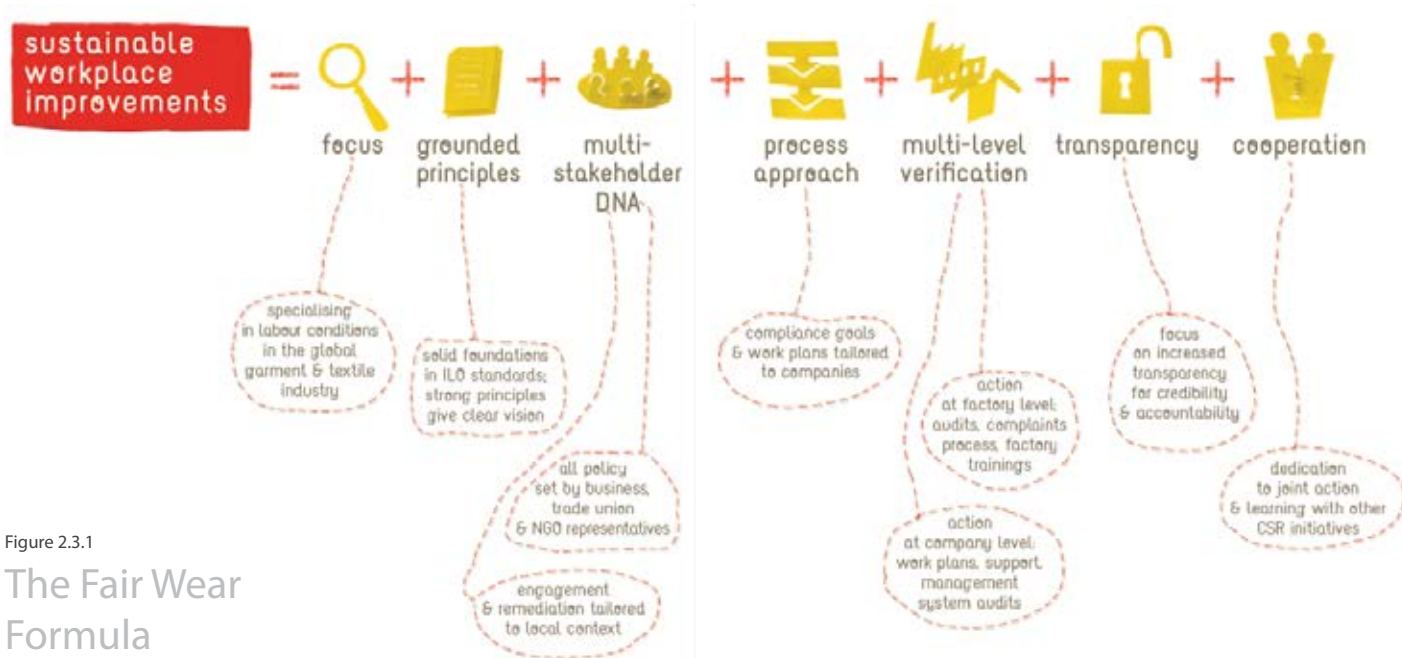 sustainable
workplace
improvements
=
+
+
+
+
+
+
focus
grounded
principles
multi-
stakeholder
DNA
process
approach
multi-level
verification
transparency
cooperation
specialising
in labour conditions
in the global
garment & textile
industry
solid foundations
in ILO standards;
strong principles
give clear vision
all policy
set by business,
trade union
& NGO representatives
engagement
& remediation tailored
to local context
compliance goals
& work plans tailored
to companies
action
at factory level:
audits, complaints
process, factory
trainings
action
at company level:
work plans, support,
management
system audits
focus
on increased
transparency
for credibility
& accountability
dedication
to joint action
& learning with other
CSR initiatives
Figure 2.3.1
The Fair Wear
Formula